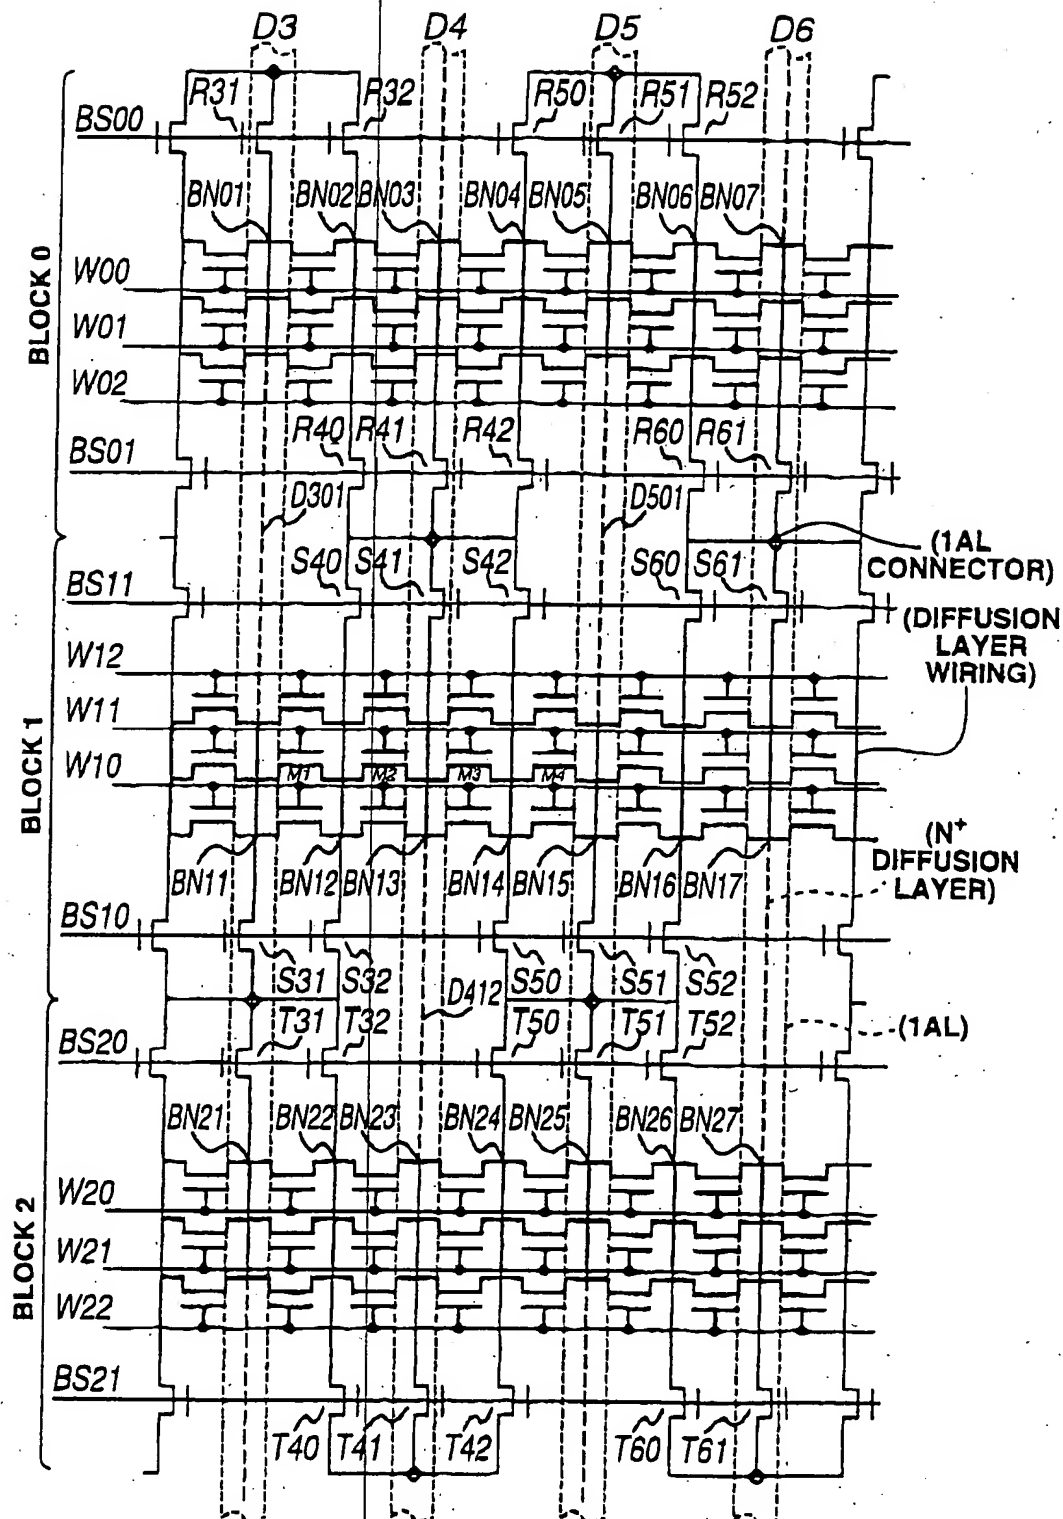 D3 D4 D5 D6
R31 R32 R50 R51 R52
BS00
BN01 BN02 BN03 BN04 BN05 BN06 BN07
BLOCK 0
W00
W01
W02
R40 R41 R42 R60 R61
BS01
D301 D501
(1AL
CONNECTOR)
S40 S41 S42 S60 S61
BS11
(DIFFUSION
LAYER
WIRING)
W12
W11
BLOCK 1
W10
M1 M2 M3 M4
(N+
DIFFUSION
LAYER)
BN11 BN12 BN13 BN14 BN15 BN16 BN17
BS10
S31 S32 D412 S50 S51 S52
T31 T32 T50 T51 T52
(1AL)
BS20
BN21 BN22 BN23 BN24 BN25 BN26 BN27
W20
BLOCK 2
W21
W22
BS21
T40 T41 T42 T60 T61